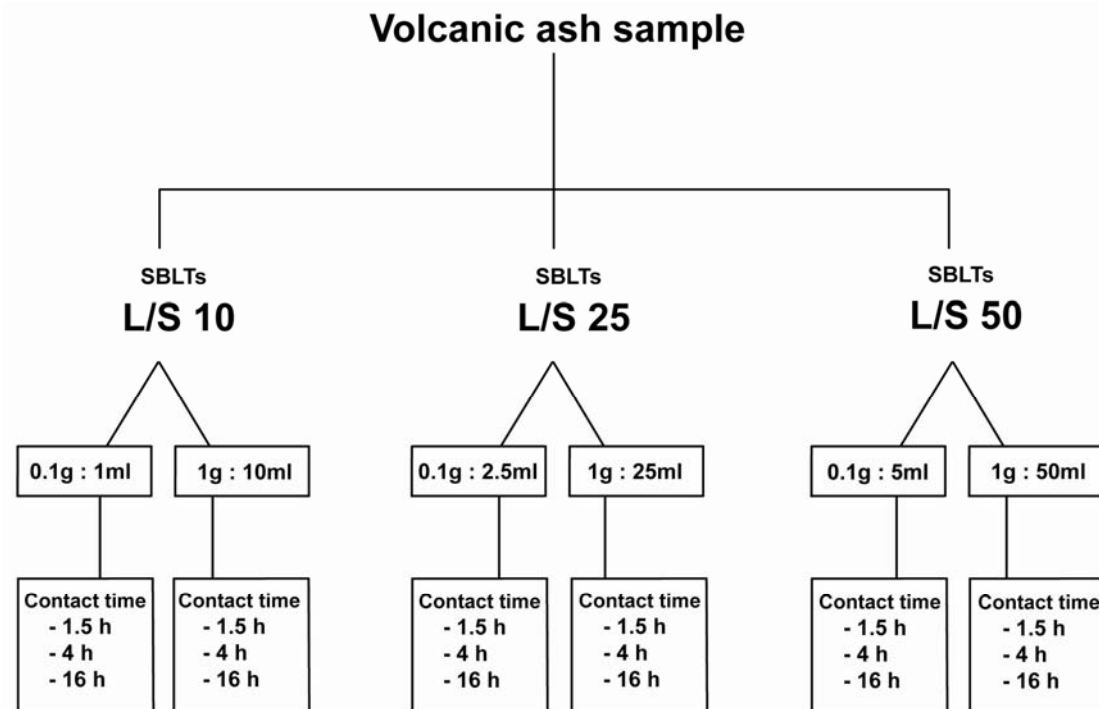 Volcanic ash sample
SBLTs
L/S 10
SBLTs
L/S 25
SBLTs
L/S 50
0.1g : 1ml
1g : 10ml
0.1g : 2.5ml
1g : 25ml
0.1g : 5ml
1g : 50ml
Contact time
- 1.5 h
- 4 h
- 16 h
Contact time
- 1.5 h
- 4 h
- 16 h
Contact time
- 1.5 h
- 4 h
- 16 h
Contact time
- 1.5 h
- 4 h
- 16 h
Contact time
- 1.5 h
- 4 h
- 16 h
Contact time
- 1.5 h
- 4 h
- 16 h